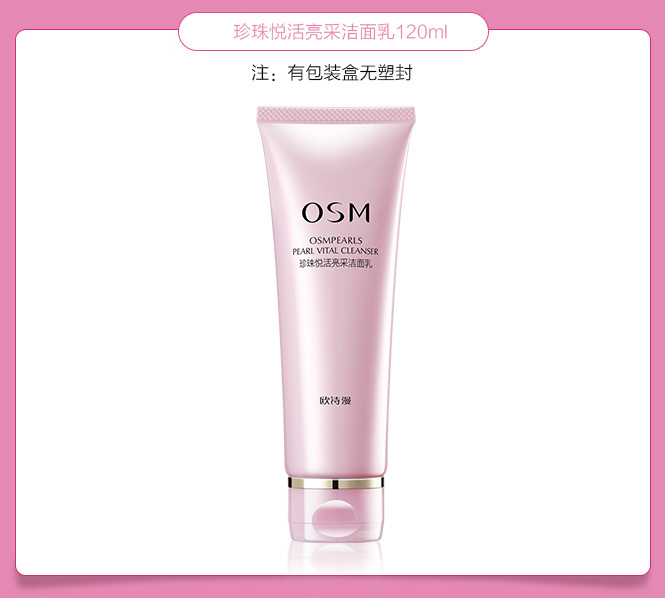 珍珠悦活亮采洁面乳120ml
注：有包装盒无塑封
OSM
OSMPEARLS
PEARL VITAL CLEANSER
珍珠悦活亮采洁面乳
欧诗漫